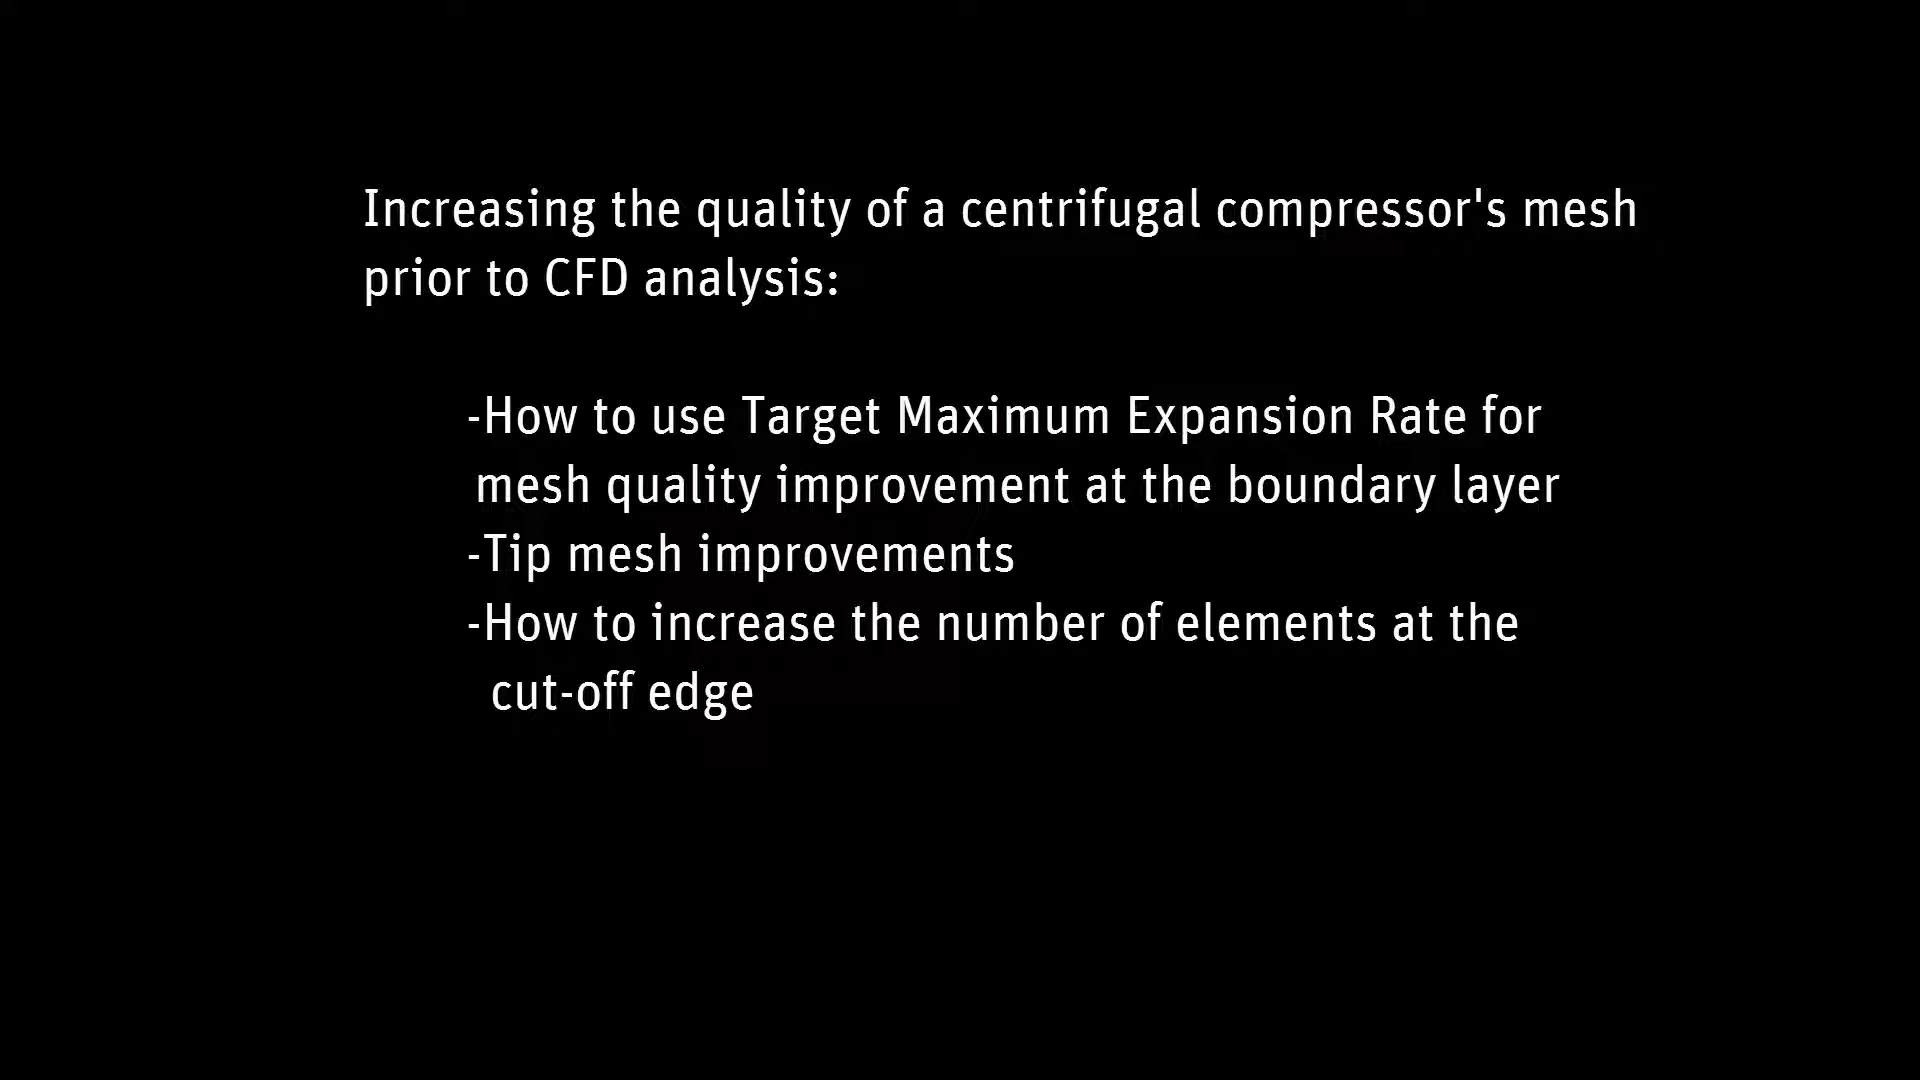 Increasing the quality of a centrifugal compressor's mesh
prior to CFD analysis:
-How to use Target Maximum Expansion Rate for
mesh quality improvement at the boundary layer
-Tip mesh improvements
-How to increase the number of elements at the
cut-off edge